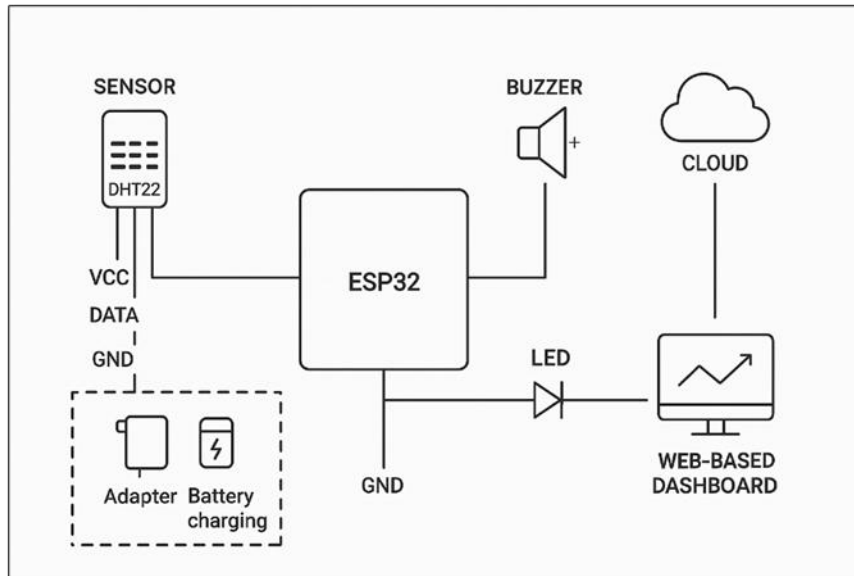 SENSOR
DHT22
VCC
DATA
GND
Adapter
Battery
charging
ESP32
BUZZER
+
CLOUD
LED
GND
WEB-BASED
DASHBOARD